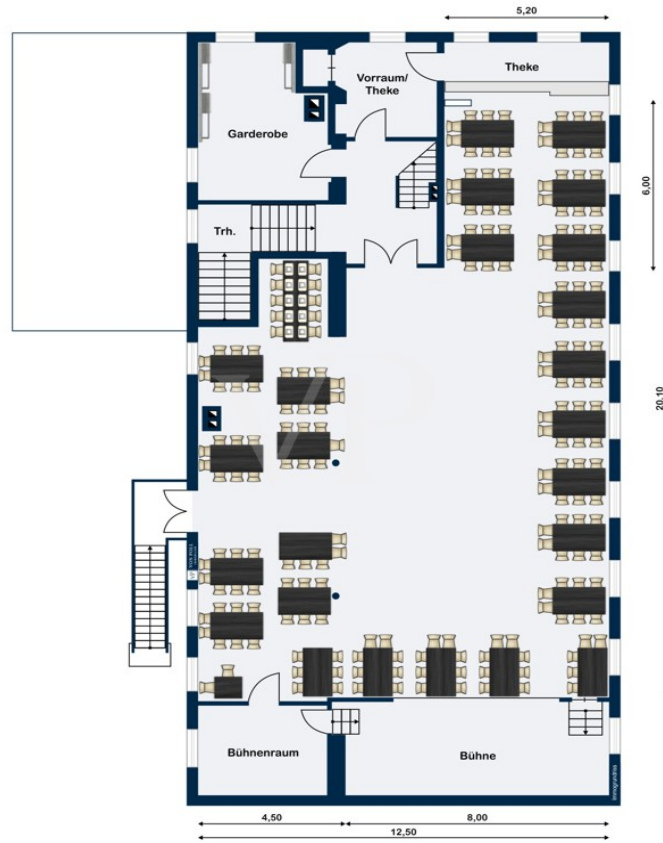 5,20
Theke
Vorraum/
Theke
Garderobe
6,00
Trh.
20,10
VP
Bühnenraum
Bühne
4,50
8,00
12,50